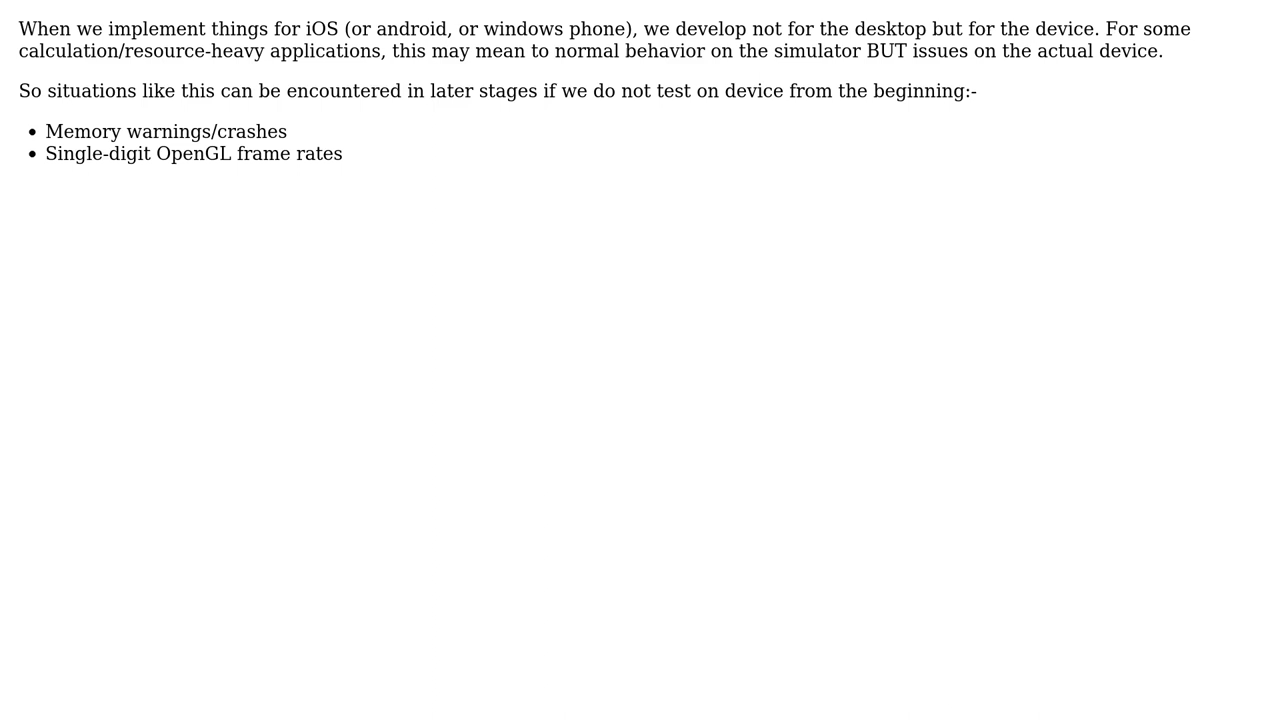 When we implement things for iOS (or android, or windows phone), we develop not for the desktop but for the device. For some
calculation/resource-heavy applications, this may mean to normal behavior on the simulator BUT issues on the actual device.
So situations like this can be encountered in later stages if we do not test on device from the beginning:-
• Memory warnings/crashes
• Single-digit OpenGL frame rates